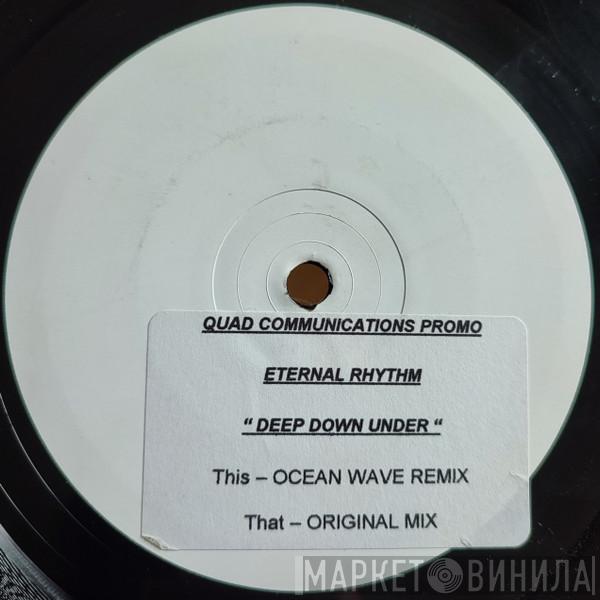 QUAD COMMUNICATIONS PROMO
ETERNAL RHYTHM
“ DEEP DOWN UNDER “
This – OCEAN WAVE REMIX
That – ORIGINAL MIX
МАРКЕТ ВИНИЛА